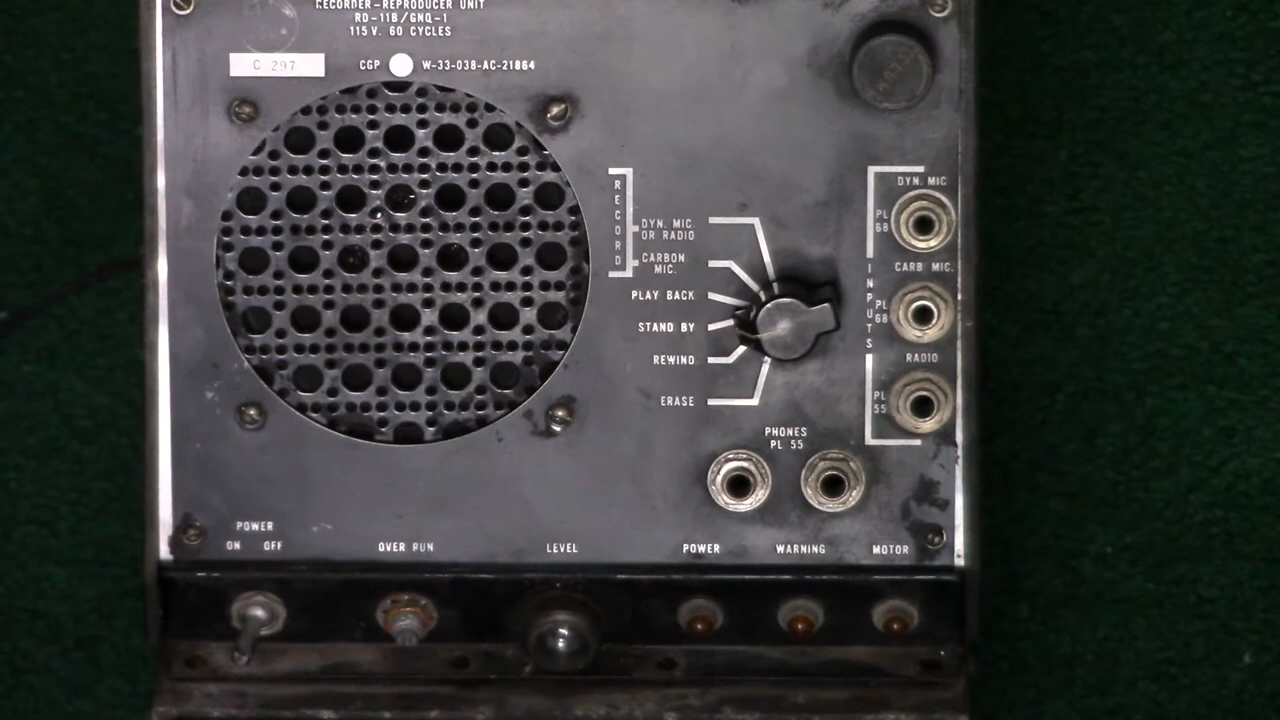 RECORDER-REPRODUCER UNIT
RD-11B/GNQ-1
115 V. 60 CYCLES
C 297
CGP W-33-038-AC-21864
RECORD
DYN. MIC.
OR RADIO
CARBON
MIC.
PLAY BACK
STAND BY
REWIND
ERASE
INPUTS
DYN. MIC
PL
68
CARB MIC.
PL
68
RADIO
PL
55
PHONES
PL 55
POWER
ON OFF
OVER RUN
LEVEL
POWER
WARNING
MOTOR